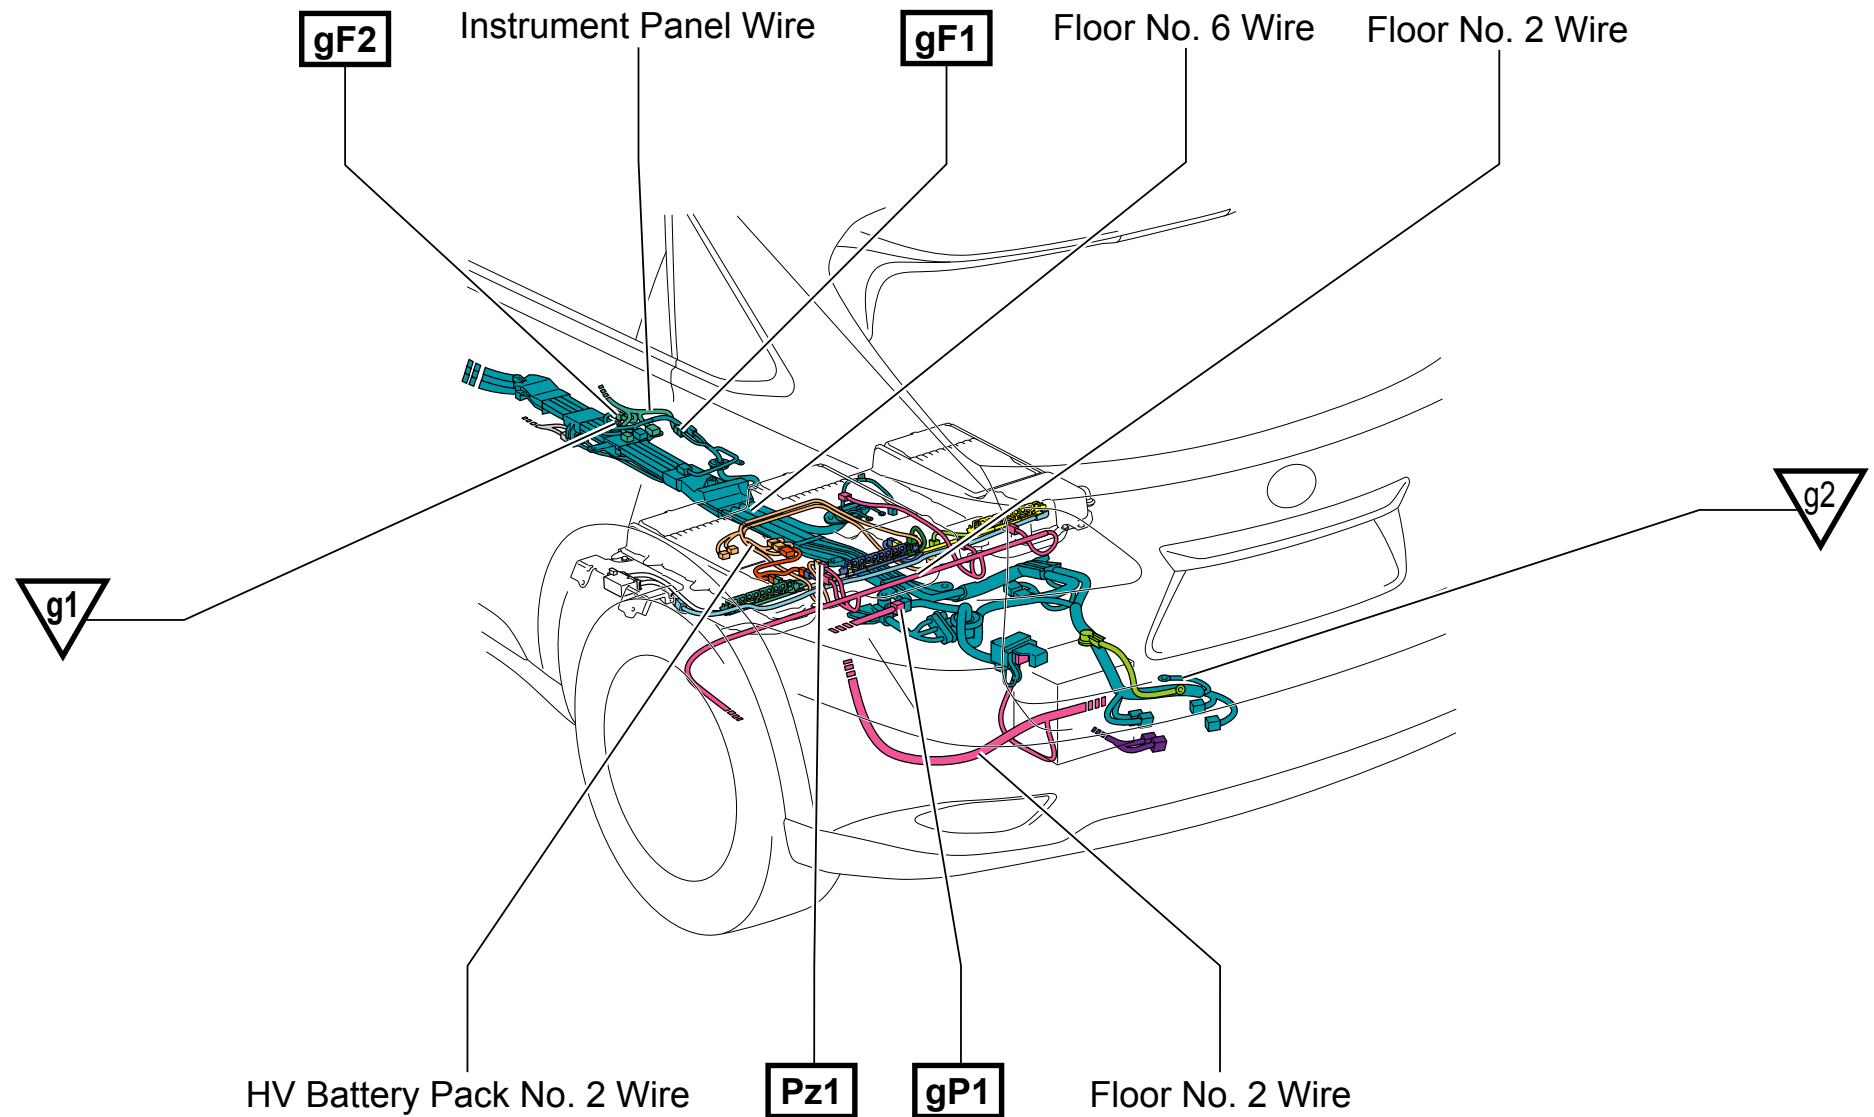 gF2
Instrument Panel Wire
gF1
Floor No. 6 Wire
Floor No. 2 Wire
g2
g1
HV Battery Pack No. 2 Wire
Pz1
gP1
Floor No. 2 Wire